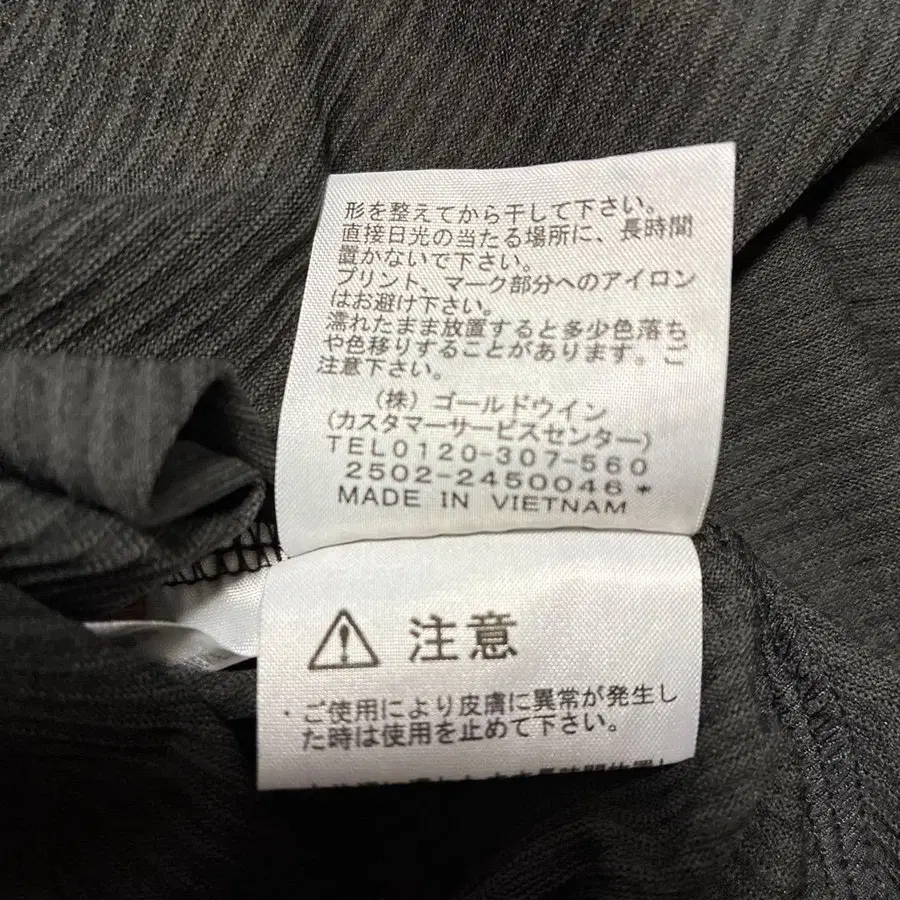 形を整えてから干して下さい。
直接日光の当たる場所に、長時間
置かないで下さい。
プリント、マーク部分へのアイロン
はお避け下さい。
濡れたまま放置すると多少色落ち
や色移りすることがあります。ご
注意下さい。
（株）ゴールドウイン
(カスタマーサービスセンター)
TEL0120-307-560
2502-2450046*
MADE IN VIETNAM
注意
・ご使用により皮膚に異常が発生し
た時は使用を止めて下さい。